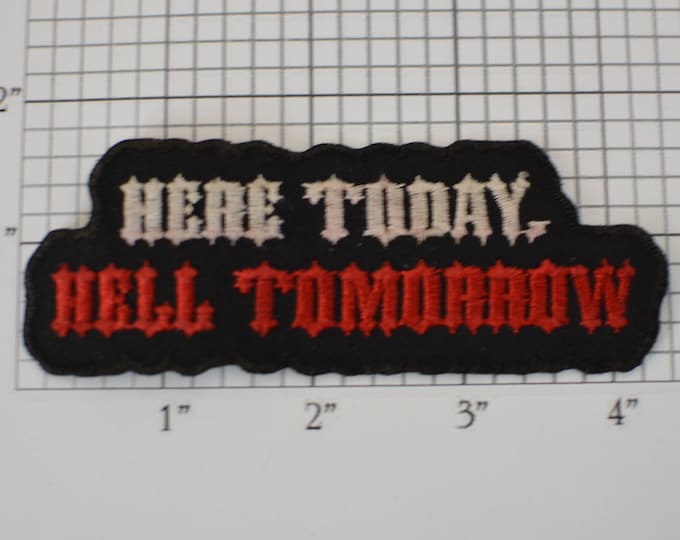 2”
”
HERE TODAY,
HELL TOMORROW
1” 2” 3” 4”